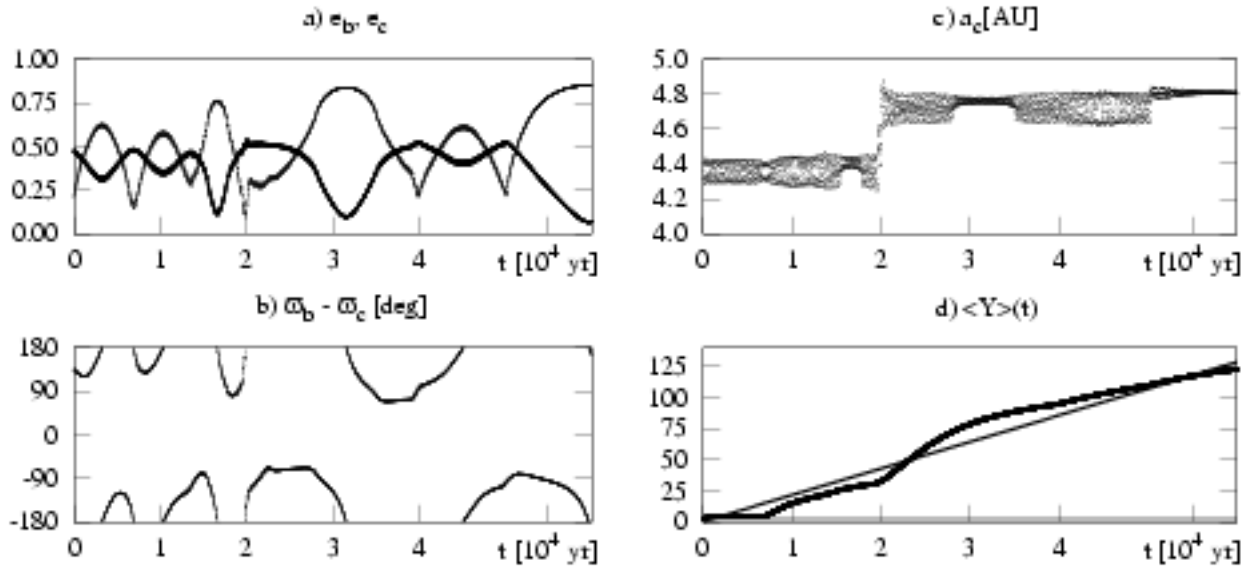 a) e_b, e_c
1.00
0.75
0.50
0.25
0.00
0 1 2 3 4 t [10^4 yr]
c) a_c[AU]
5.0
4.8
4.6
4.4
4.2
4.0
0 1 2 3 4 t [10^4 yr]
b) ϖ_b - ϖ_c [deg]
180
90
0
-90
-180
0 1 2 3 4 t [10^4 yr]
d) <Y>(t)
125
100
75
50
25
0
0 1 2 3 4 t [10^4 yr]